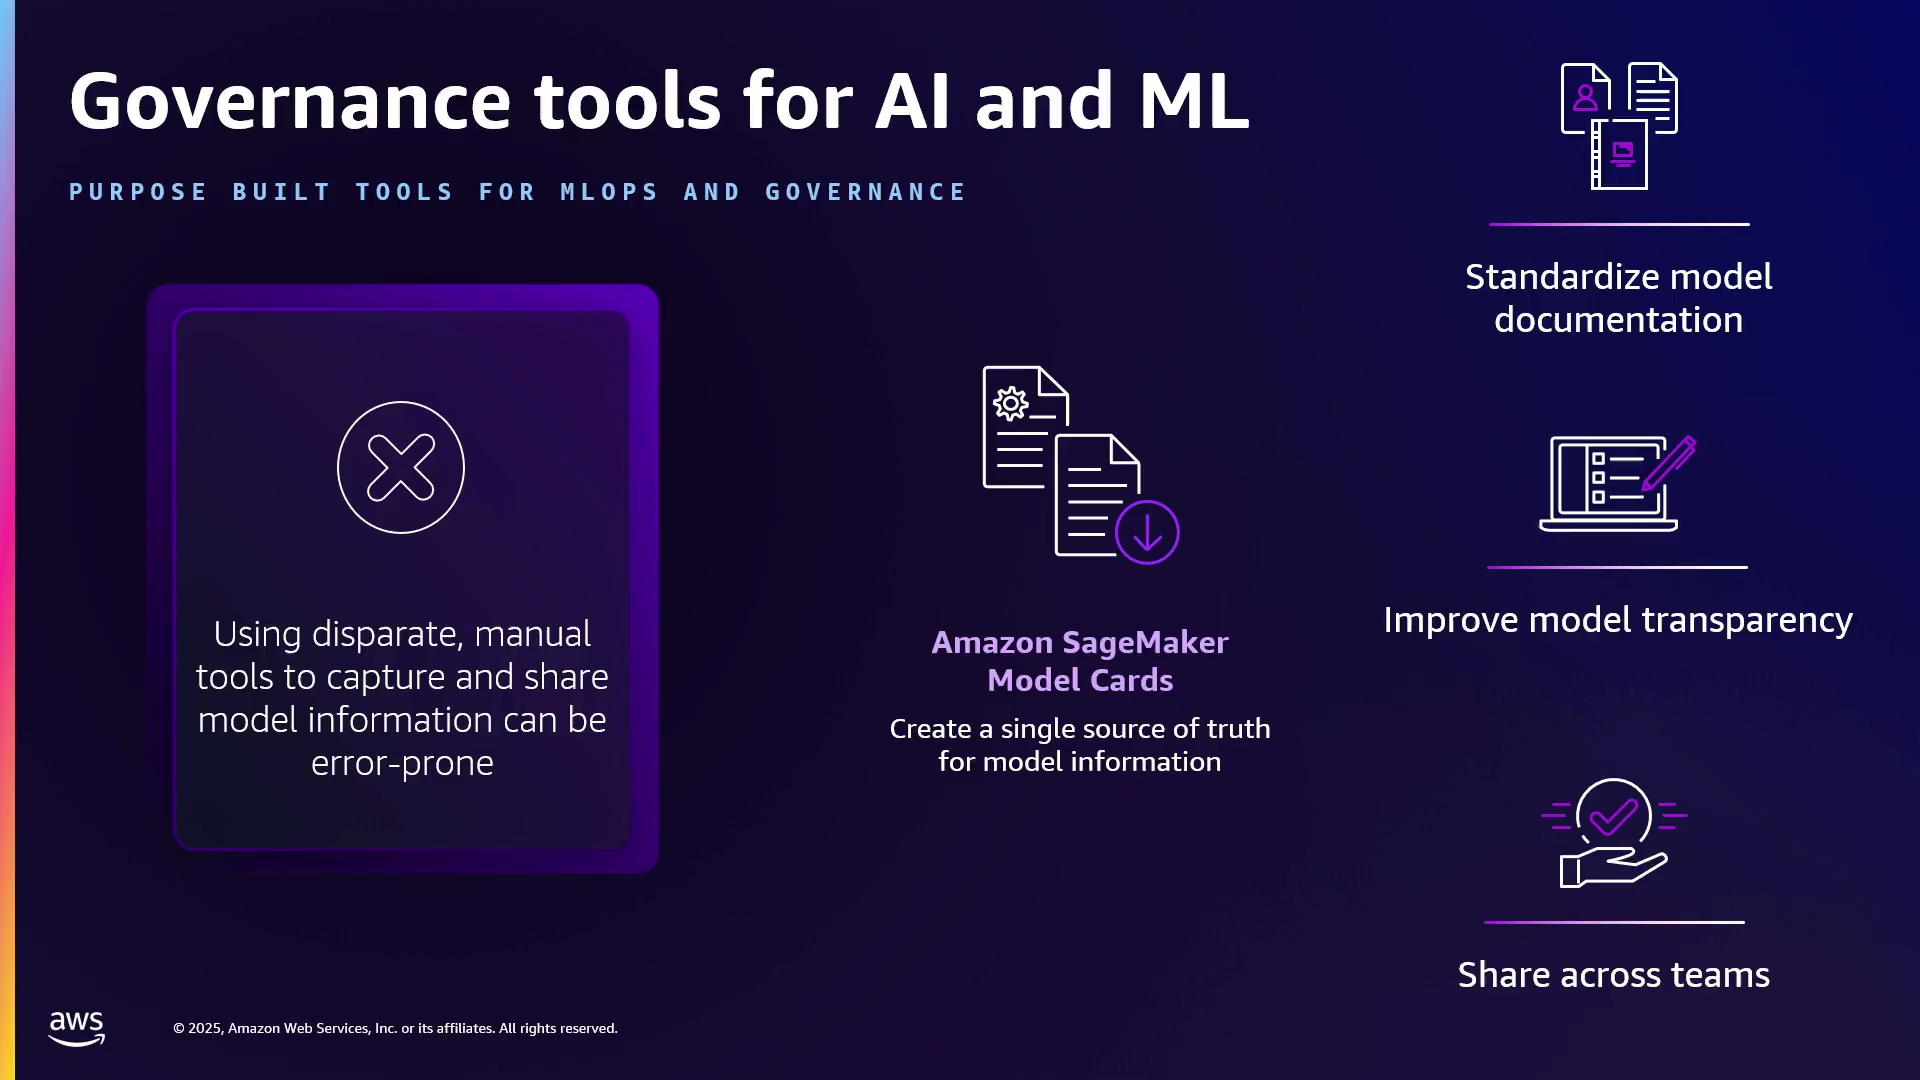 Governance tools for AI and ML
PURPOSE BUILT TOOLS FOR MLOPS AND GOVERNANCE
Using disparate, manual
tools to capture and share
model information can be
error-prone
Amazon SageMaker
Model Cards
Create a single source of truth
for model information
Standardize model
documentation
Improve model transparency
Share across teams
aws
© 2025, Amazon Web Services, Inc. or its affiliates. All rights reserved.